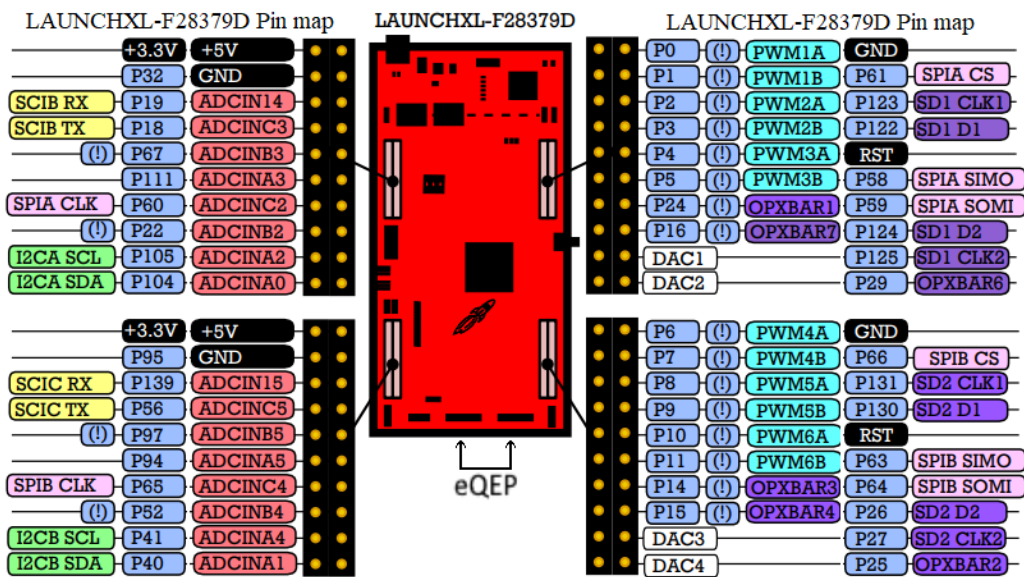 LAUNCHXL-F28379D Pin map
LAUNCHXL-F28379D
LAUNCHXL-F28379D Pin map
+3.3V +5V
P32 GND
SCIB RX P19 ADCIN14
SCIB TX P18 ADCINC3
(!) P67 ADCINB3
P111 ADCINA3
SPIA CLK P60 ADCINC2
(!) P22 ADCINB2
I2CA SCL P105 ADCINA2
I2CA SDA P104 ADCINA0
P0 (!) PWM1A GND
P1 (!) PWM1B P61 SPIA CS
P2 (!) PWM2A P123 SD1 CLK1
P3 (!) PWM2B P122 SD1 D1
P4 (!) PWM3A RST
P5 (!) PWM3B P58 SPIA SIMO
P24 (!) OPXBAR1 P59 SPIA SOMI
P16 (!) OPXBAR7 P124 SD1 D2
DAC1 P125 SD1 CLK2
DAC2 P29 OPXBAR6
+3.3V +5V
P95 GND
SCIC RX P139 ADCIN15
SCIC TX P56 ADCINC5
(!) P97 ADCINB5
P94 ADCINA5
SPIB CLK P65 ADCINC4
(!) P52 ADCINB4
I2CB SCL P41 ADCINA4
I2CB SDA P40 ADCINA1
eQEP
P6 (!) PWM4A GND
P7 (!) PWM4B P66 SPIB CS
P8 (!) PWM5A P131 SD2 CLK1
P9 (!) PWM5B P130 SD2 D1
P10 (!) PWM6A RST
P11 (!) PWM6B P63 SPIB SIMO
P14 (!) OPXBAR3 P64 SPIB SOMI
P15 (!) OPXBAR4 P26 SD2 D2
DAC3 P27 SD2 CLK2
DAC4 P25 OPXBAR2